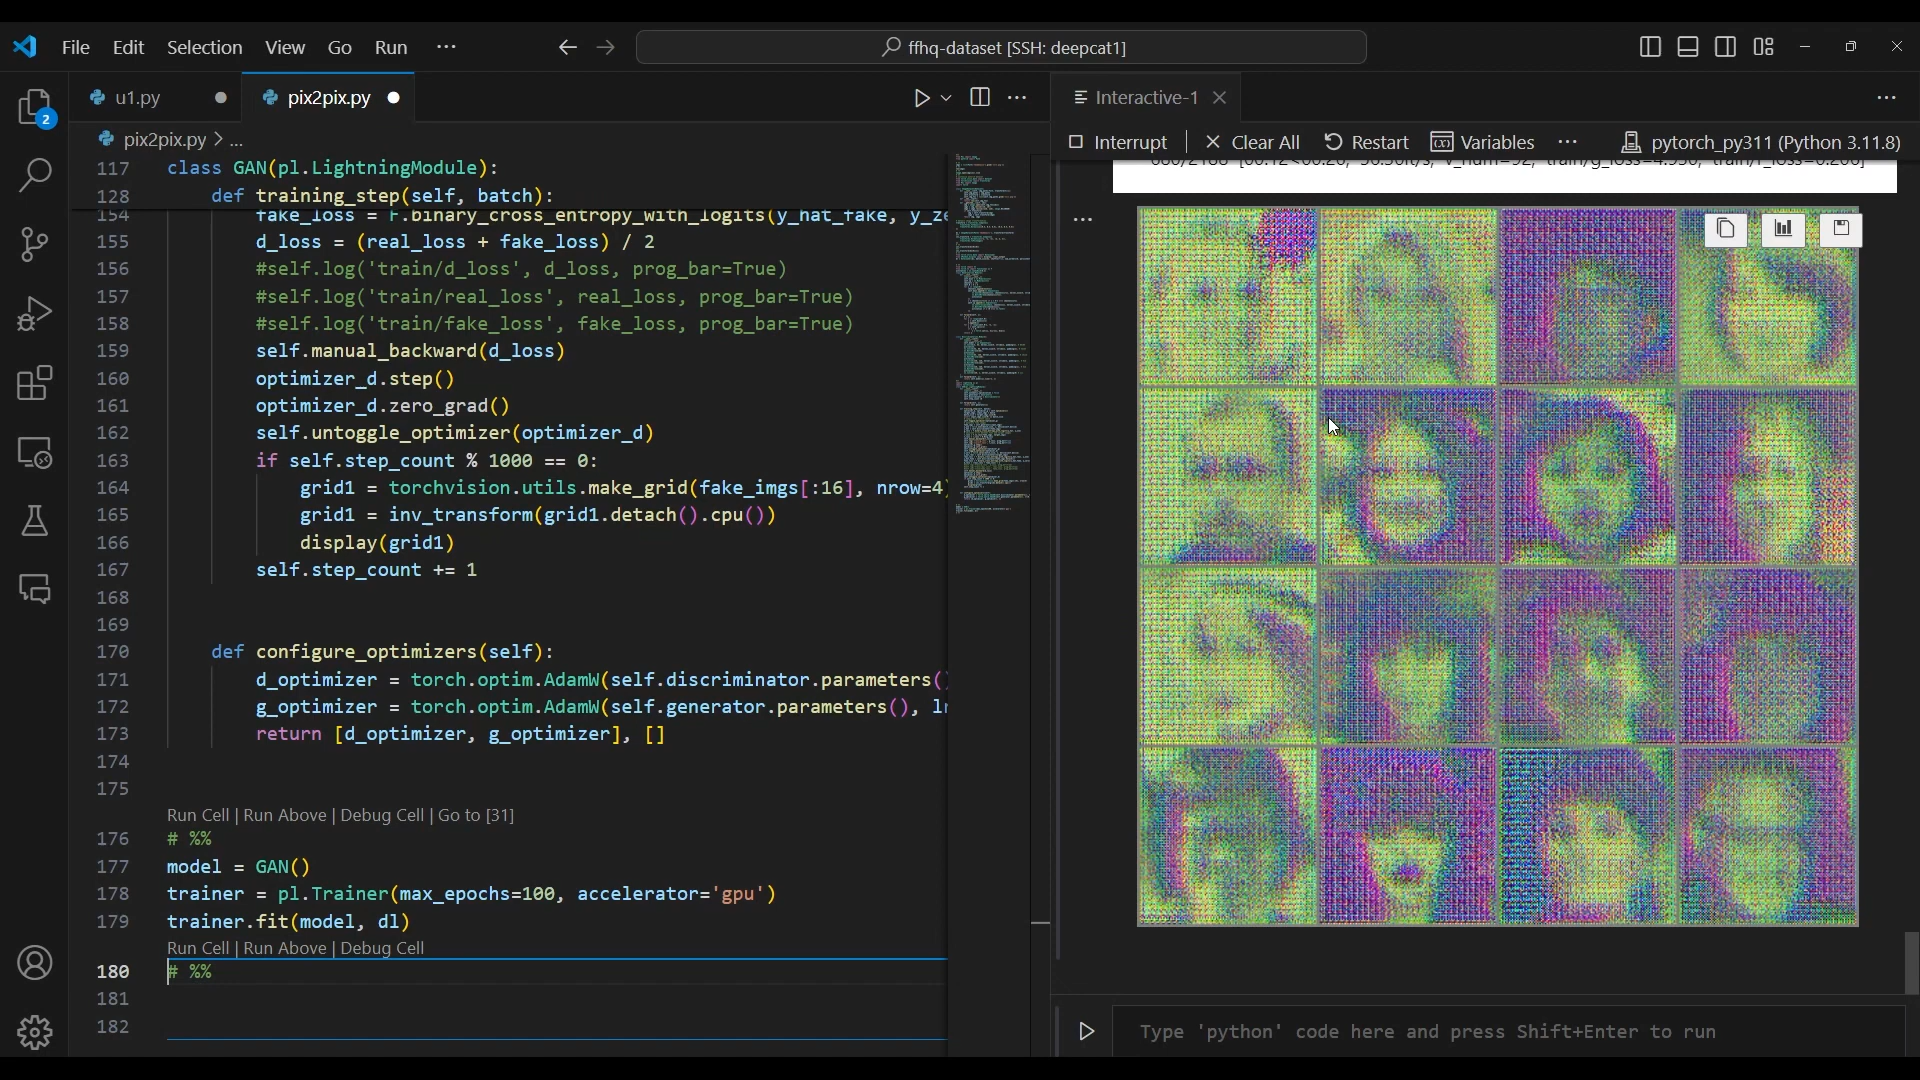 File Edit Selection View Go Run ···
ffhq-dataset [SSH: deepcat1]
u1.py
pix2pix.py
Interactive-1
pix2pix.py > ...
Interrupt
Clear All
Restart
Variables
···
pytorch_py311 (Python 3.11.8)
2
117 class GAN(pl.LightningModule):
128 def training_step(self, batch):
154 fake_loss = F.binary_cross_entropy_with_logits(y_hat_fake, y_ze
155 d_loss = (real_loss + fake_loss) / 2
156 #self.log('train/d_loss', d_loss, prog_bar=True)
157 #self.log('train/real_loss', real_loss, prog_bar=True)
158 #self.log('train/fake_loss', fake_loss, prog_bar=True)
159 self.manual_backward(d_loss)
160 optimizer_d.step()
161 optimizer_d.zero_grad()
162 self.untoggle_optimizer(optimizer_d)
163 if self.step_count % 1000 == 0:
164 grid1 = torchvision.utils.make_grid(fake_imgs[:16], nrow=4)
165 grid1 = inv_transform(grid1.detach().cpu())
166 display(grid1)
167 self.step_count += 1
168
169
170 def configure_optimizers(self):
171 d_optimizer = torch.optim.AdamW(self.discriminator.parameters()
172 g_optimizer = torch.optim.AdamW(self.generator.parameters(), lr
173 return [d_optimizer, g_optimizer], []
174
175
Run Cell | Run Above | Debug Cell | Go to [31]
176 # %%
177 model = GAN()
178 trainer = pl.Trainer(max_epochs=100, accelerator='gpu')
179 trainer.fit(model, dl)
Run Cell | Run Above | Debug Cell
180 # %%
181
182
Type 'python' code here and press Shift+Enter to run